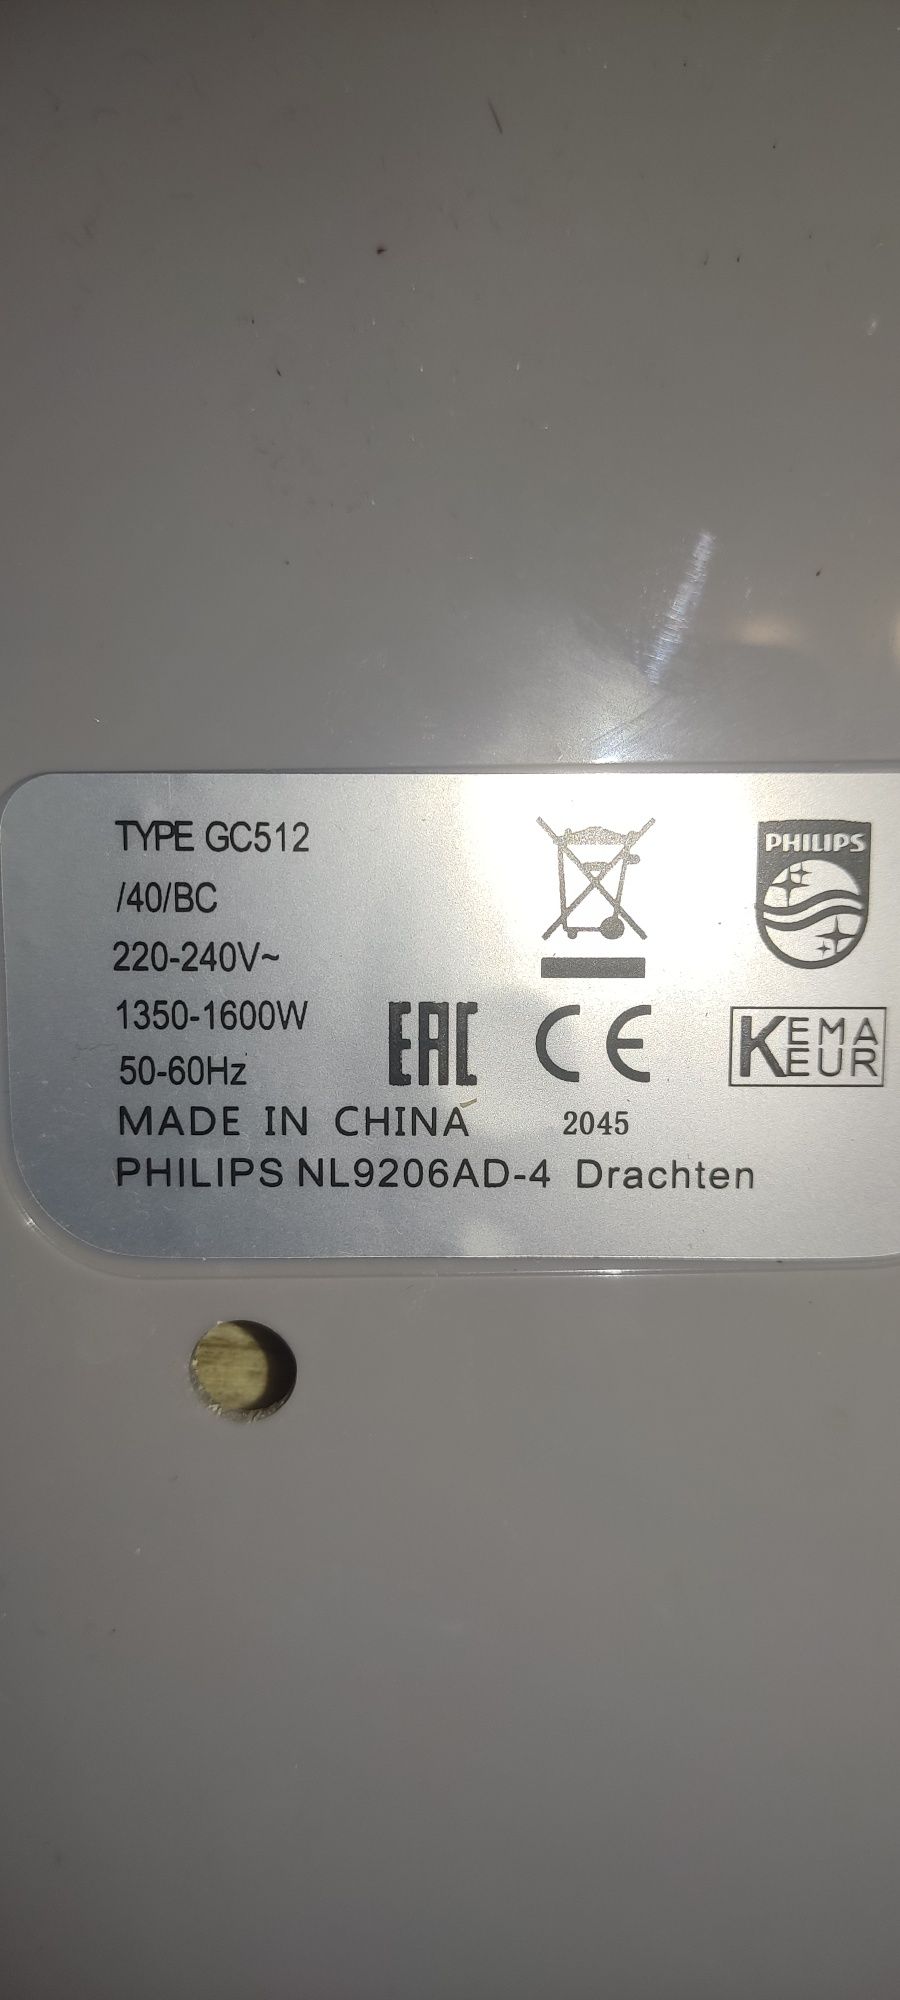 TYPE GC512
/40/BC
220-240V~
1350-1600W
50-60Hz
MADE IN CHINA
PHILIPS NL9206AD-4 Drachten
EAC
CE
2045
PHILIPS
KEMA
KEUR